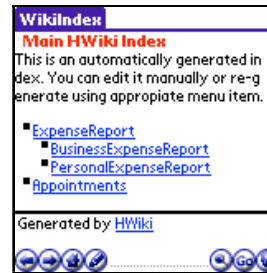 WikiIndex
Main HWiki Index
This is an automatically generated in
dex. You can edit it manually or re-g
enerate using appropiate menu item.
ExpenseReport
BusinessExpenseReport
PersonalExpenseReport
Appointments
Generated by HWiki
Go